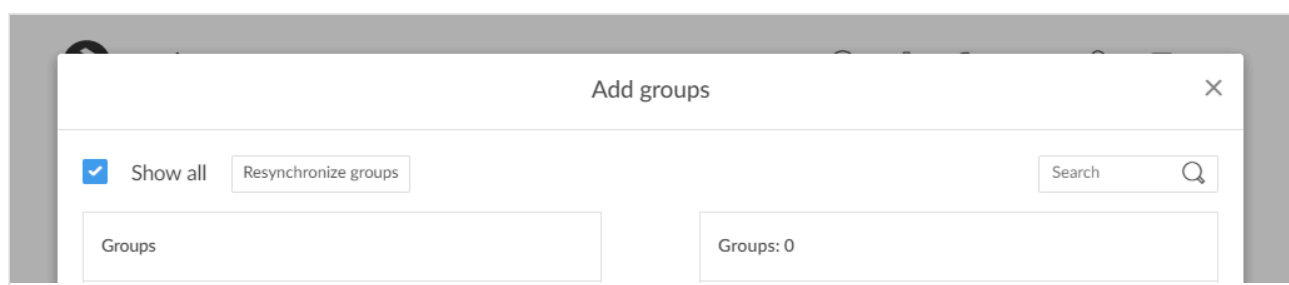 Add groups
Show all
Resynchronize groups
Search
Groups
Groups: 0